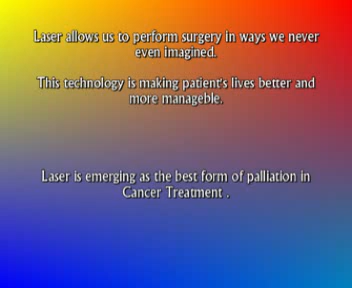 Laser allows us to perform surgery in ways we never
even imagined.
This technology is making patient's lives better and
more manageble.
Laser is emerging as the best form of palliation in
Cancer Treatment .